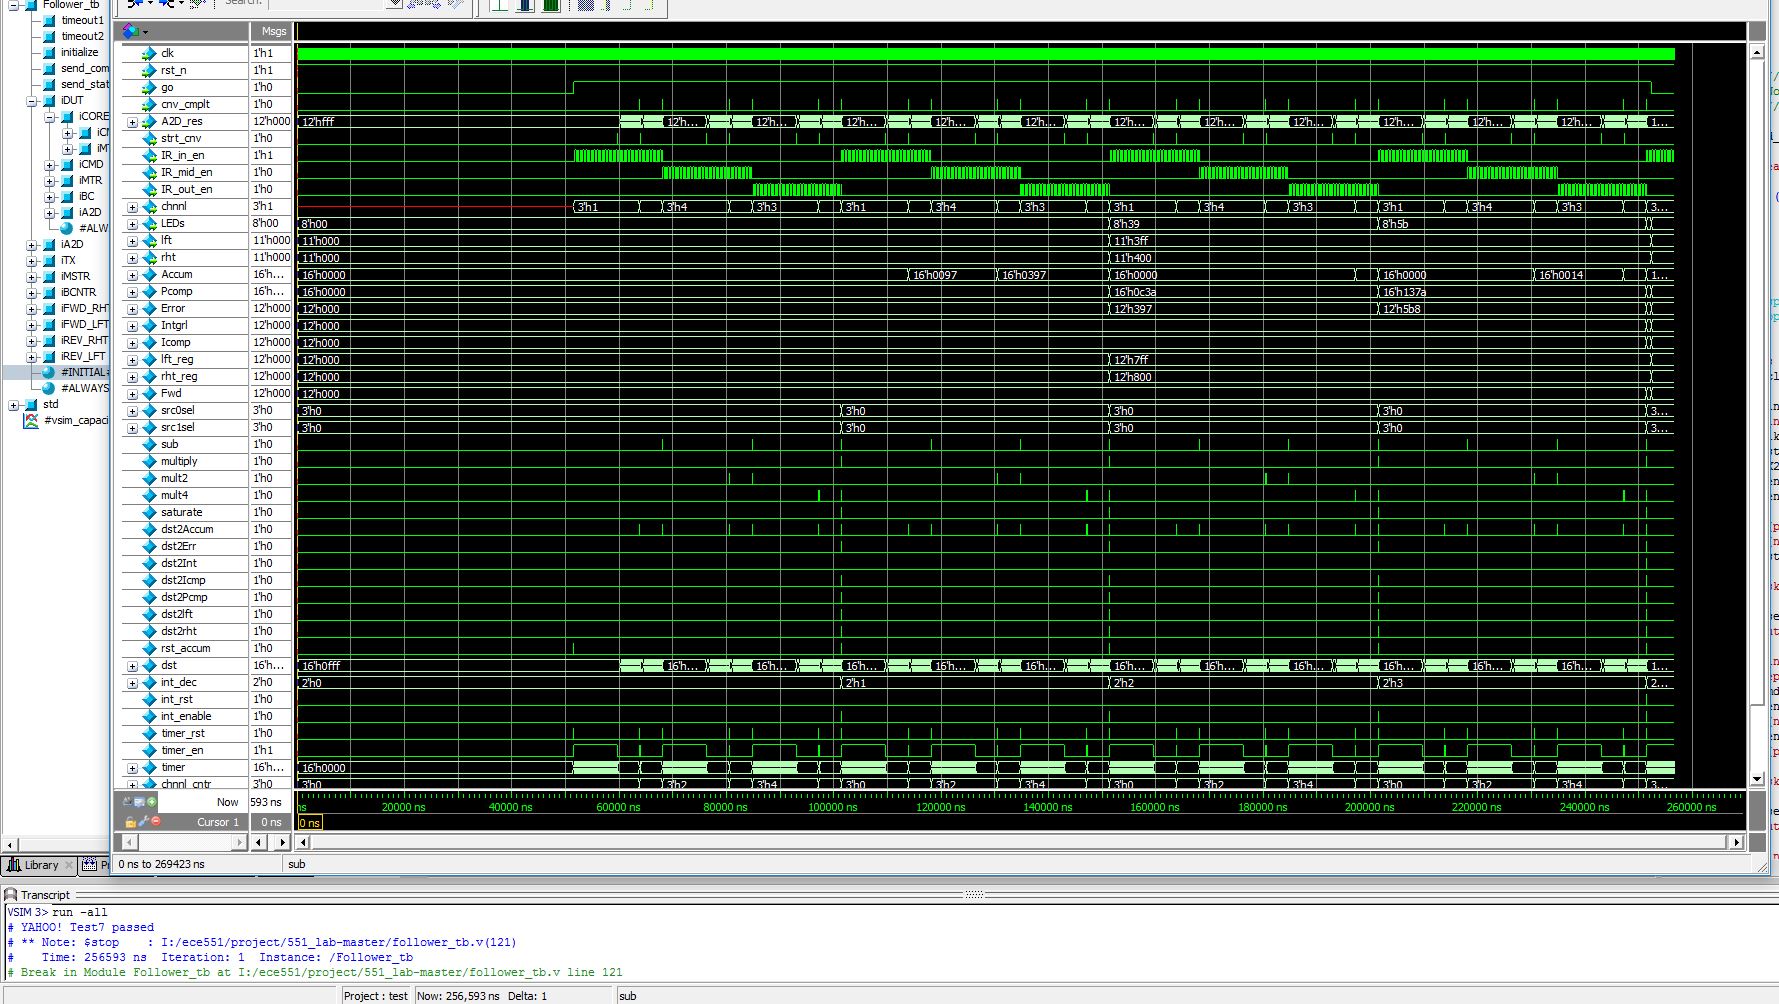 Follower_tb
Search:
timeout1
timeout2
initialize
send_com
send_stat
iDUT
iCORE
iCMD
iMTR
iBC
iA2D
#ALW
iA2D
iTX
iMSTR
iBCNTR
iFWD_RHT
iFWD_LFT
iREV_RHT
iREV_LFT
#INITIAL#
#ALWAYS
std
#vsim_capaci
Msgs
clk 1'h1
rst_n 1'h1
go 1'h0
cnv_cmplt 1'h0
A2D_res 12'h000 12'hfff 12'h... 12'h... 12'h... 12'h... 12'h... 12'h... 12'h... 12'h... 12'h... 12'h... 12'h... 1...
strt_cnv 1'h0
IR_in_en 1'h1
IR_mid_en 1'h0
IR_out_en 1'h0
chnnl 3'h1 3'h1 3'h4 3'h3 3'h1 3'h4 3'h3 3'h1 3'h4 3'h3 3'h1 3'h4 3'h3 3...
LEDs 8'h00 8'h00 8'h39 8'h5b
lft 11'h000 11'h000 11'h3ff
rht 11'h000 11'h000 11'h400
Accum 16'h... 16'h0000 16'h0097 16'h0397 16'h0000 16'h0000 16'h0014 1...
Pcomp 16'h... 16'h0000 16'h0c3a 16'h137a
Error 12'h000 12'h000 12'h397 12'h5b8
Intgrl 12'h000 12'h000
Icomp 12'h000 12'h000
lft_reg 12'h000 12'h000 12'h7ff
rht_reg 12'h000 12'h000 12'h800
Fwd 12'h000 12'h000
src0sel 3'h0 3'h0 3'h0 3'h0 3'h0 3...
src1sel 3'h0 3'h0 3'h0 3'h0 3'h0 3...
sub 1'h0
multiply 1'h0
mult2 1'h0
mult4 1'h0
saturate 1'h0
dst2Accum 1'h0
dst2Err 1'h0
dst2Int 1'h0
dst2Icmp 1'h0
dst2Pcmp 1'h0
dst2lft 1'h0
dst2rht 1'h0
rst_accum 1'h0
dst 16'h... 16'h0fff 16'h... 16'h... 16'h... 16'h... 16'h... 16'h... 16'h... 16'h... 16'h... 16'h... 16'h... 1...
int_dec 2'h0 2'h0 2'h1 2'h2 2'h3 2...
int_rst 1'h0
int_enable 1'h0
timer_rst 1'h0
timer_en 1'h1
timer 16'h... 16'h0000
chnnl_cntr 3'h0 3'h0 3'h2 3'h4 3'h0 3'h2 3'h4 3'h0 3'h2 3'h4 3'h0 3'h2 3'h4 3...
Now 593 ns ns 20000 ns 40000 ns 60000 ns 80000 ns 100000 ns 120000 ns 140000 ns 160000 ns 180000 ns 200000 ns 220000 ns 240000 ns 260000 ns
Cursor 1 0 ns 0 ns
0 ns to 269423 ns sub
Library
Transcript
VSIM 3> run -all
# YAHOO! Test7 passed
# ** Note: $stop : I:/ece551/project/551_lab-master/follower_tb.v(121)
# Time: 256593 ns Iteration: 1 Instance: /Follower_tb
# Break in Module Follower_tb at I:/ece551/project/551_lab-master/follower_tb.v line 121
Project : test Now: 256,593 ns Delta: 1 sub